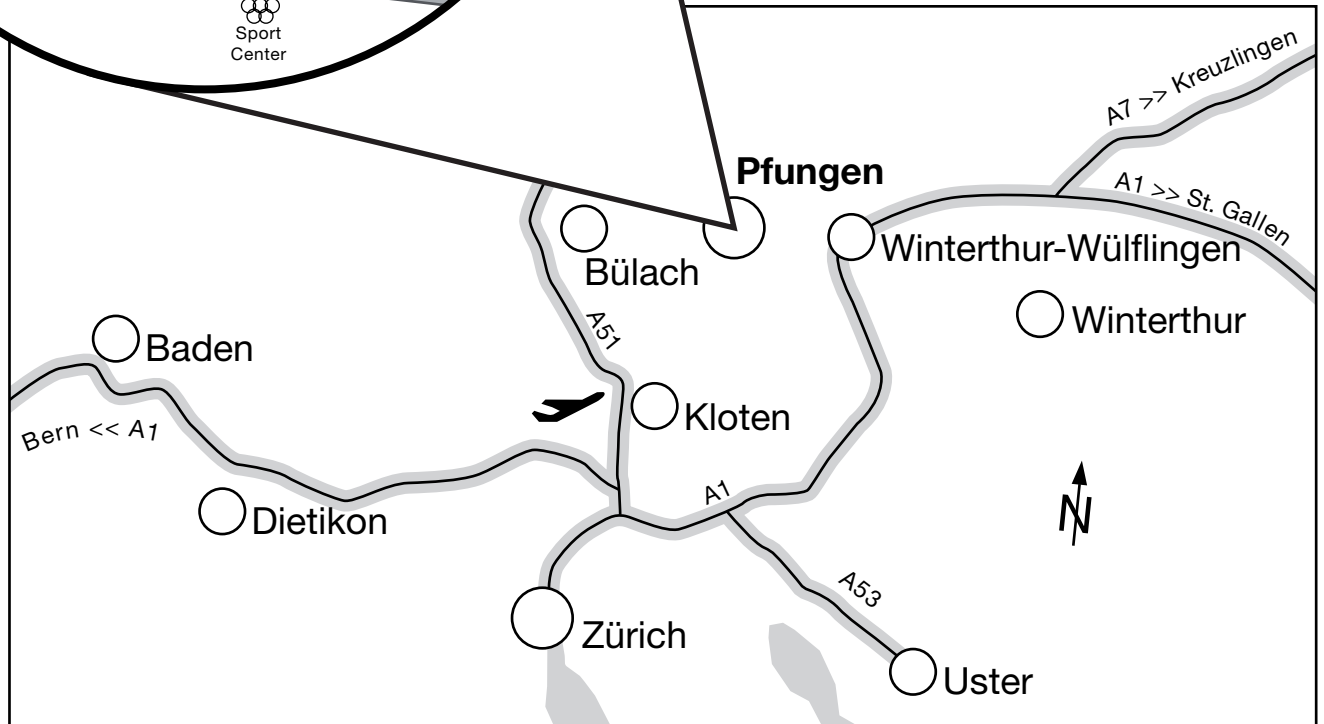 Sport
Center
A7 >> Kreuzlingen
Pfungen
A1 >> St. Gallen
Bülach
Winterthur-Wülflingen
Winterthur
A51
Baden
Kloten
Bern << A1
A1
Dietikon
N
A53
Zürich
Uster